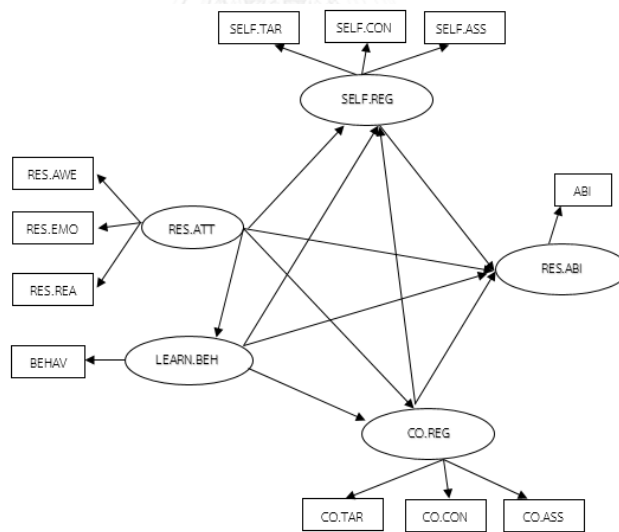 SELF.TAR
SELF.CON
SELF.ASS
SELF.REG
RES.AWE
RES.EMO
RES.REA
RES.ATT
ABI
RES.ABI
BEHAV
LEARN.BEH
CO.REG
CO.TAR
CO.CON
CO.ASS